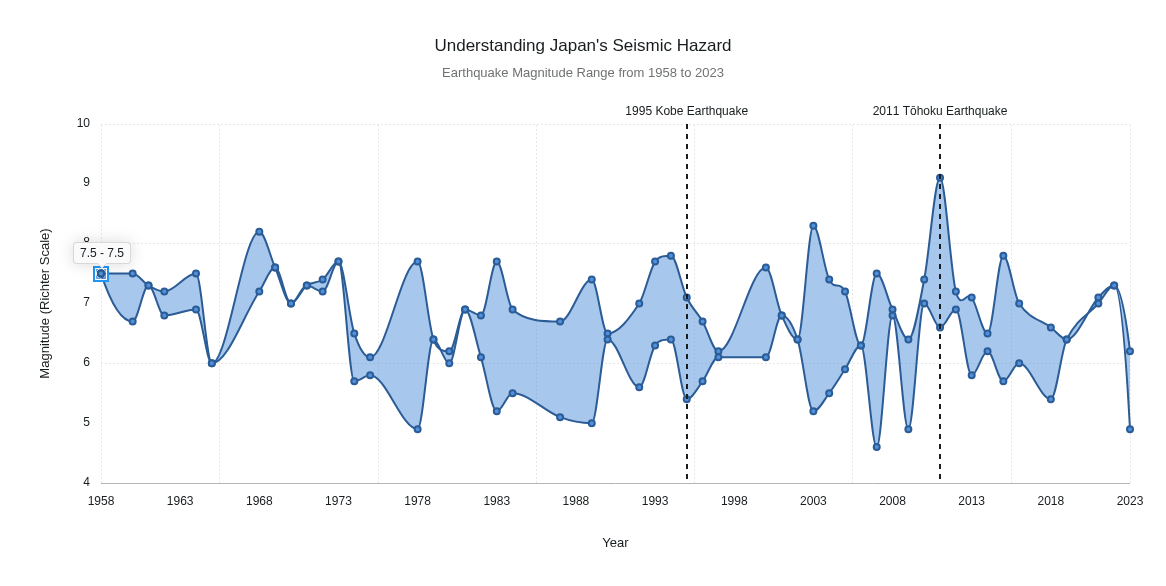 Understanding Japan's Seismic Hazard
Earthquake Magnitude Range from 1958 to 2023
1995 Kobe Earthquake
2011 Tōhoku Earthquake
10
9
8
7.5 - 7.5
7
6
5
4
Magnitude (Richter Scale)
1958 1963 1968 1973 1978 1983 1988 1993 1998 2003 2008 2013 2018 2023
Year